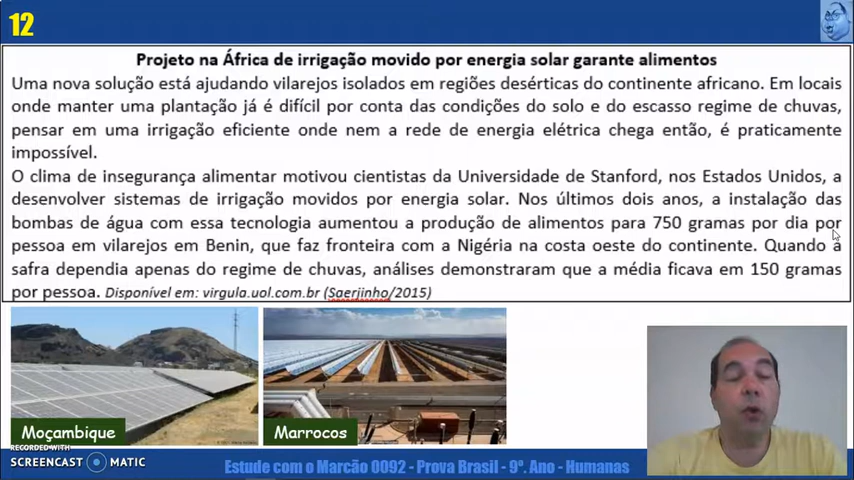 12
Projeto na África de irrigação movido por energia solar garante alimentos
Uma nova solução está ajudando vilarejos isolados em regiões desérticas do continente africano. Em locais
onde manter uma plantação já é difícil por conta das condições do solo e do escasso regime de chuvas,
pensar em uma irrigação eficiente onde nem a rede de energia elétrica chega então, é praticamente
impossível.
O clima de insegurança alimentar motivou cientistas da Universidade de Stanford, nos Estados Unidos, a
desenvolver sistemas de irrigação movidos por energia solar. Nos últimos dois anos, a instalação das
bombas de água com essa tecnologia aumentou a produção de alimentos para 750 gramas por dia por
pessoa em vilarejos em Benin, que faz fronteira com a Nigéria na costa oeste do continente. Quando a
safra dependia apenas do regime de chuvas, análises demonstraram que a média ficava em 150 gramas
por pessoa. Disponível em: virgula.uol.com.br (Saerjinho/2015)
Moçambique
Marrocos
RECORDED WITH
SCREENCAST MATIC
Estude com o Marcão 0092 - Prova Brasil - 9º. Ano - Humanas